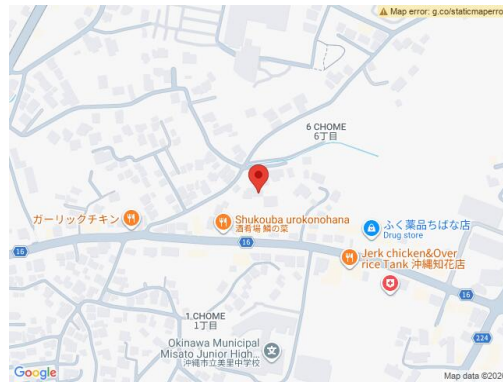 Map error: g.co/staticmaperro
6 CHOME
6丁目
ガーリックチキン
Shukouba urokonohana
酒肴場 鱗の菜
16
ふく薬品ちばな店
Drug store
Jerk chicken&Over
rice Tank 沖縄知花店
16
16
1 CHOME
1丁目
224
Okinawa Municipal
Misato Junior High...
沖縄市立美里中学校
Google
Map data ©202